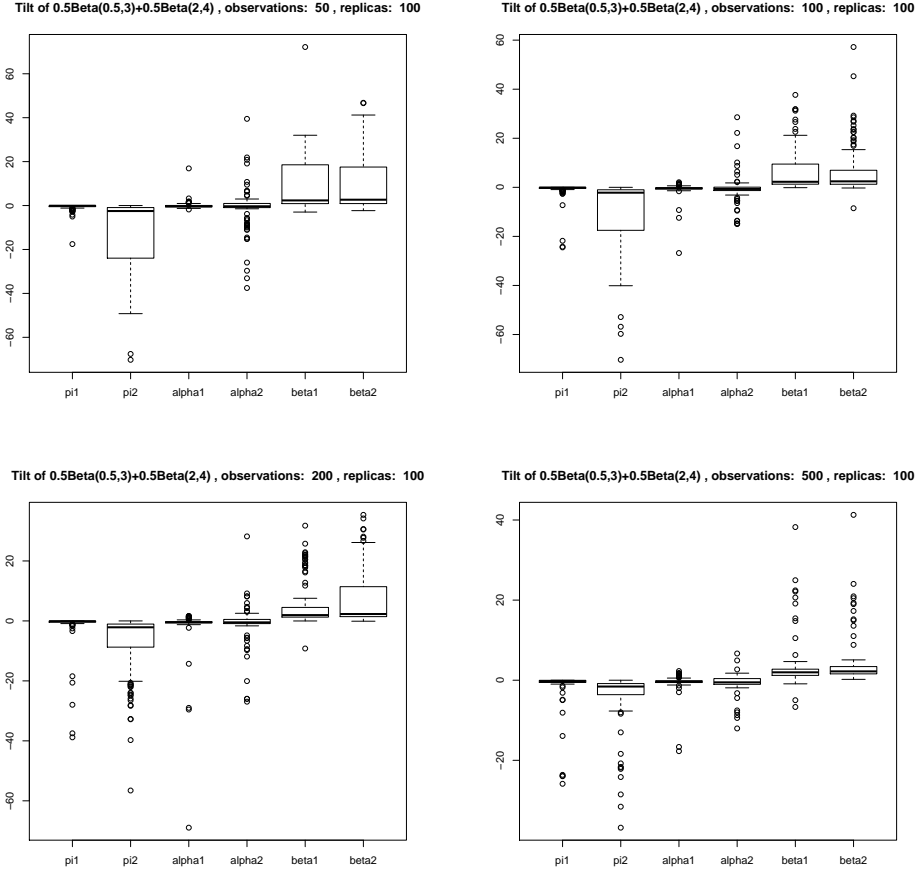 Tilt of 0.5Beta(0.5,3)+0.5Beta(2,4) , observations: 50 , replicas: 100
60
40
20
0
−20
−40
−60
pi1 pi2 alpha1 alpha2 beta1 beta2
Tilt of 0.5Beta(0.5,3)+0.5Beta(2,4) , observations: 100 , replicas: 100
60
40
20
0
−20
−40
−60
pi1 pi2 alpha1 alpha2 beta1 beta2
Tilt of 0.5Beta(0.5,3)+0.5Beta(2,4) , observations: 200 , replicas: 100
20
0
−20
−40
−60
pi1 pi2 alpha1 alpha2 beta1 beta2
Tilt of 0.5Beta(0.5,3)+0.5Beta(2,4) , observations: 500 , replicas: 100
40
20
0
−20
pi1 pi2 alpha1 alpha2 beta1 beta2